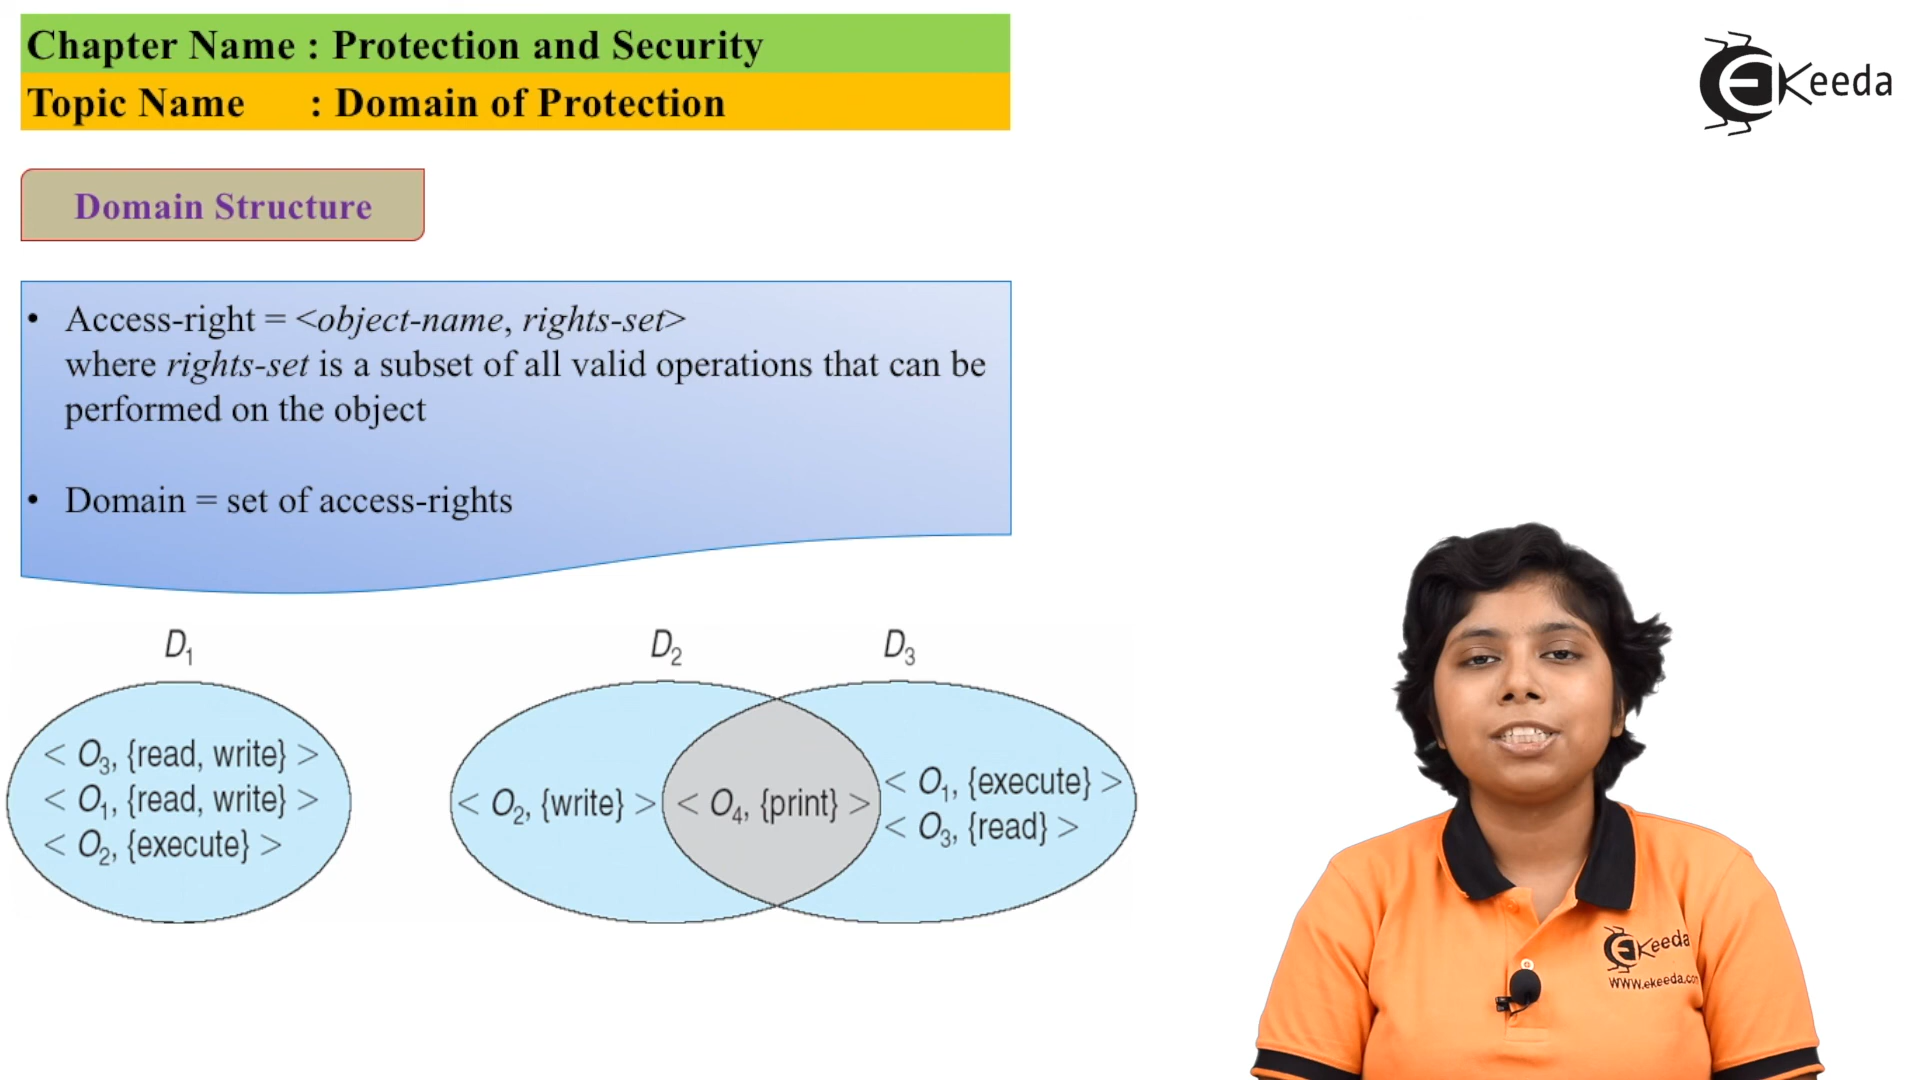 Chapter Name : Protection and Security
Topic Name : Domain of Protection
EKeeda
Domain Structure
• Access-right = <object-name, rights-set>
where rights-set is a subset of all valid operations that can be
performed on the object
• Domain = set of access-rights
D1
D2
D3
< O3, {read, write} >
< O1, {read, write} >
< O2, {execute} >
< O2, {write} >
< O4, {print} >
< O1, {execute} >
< O3, {read} >
EKeeda
www.ekeeda.com